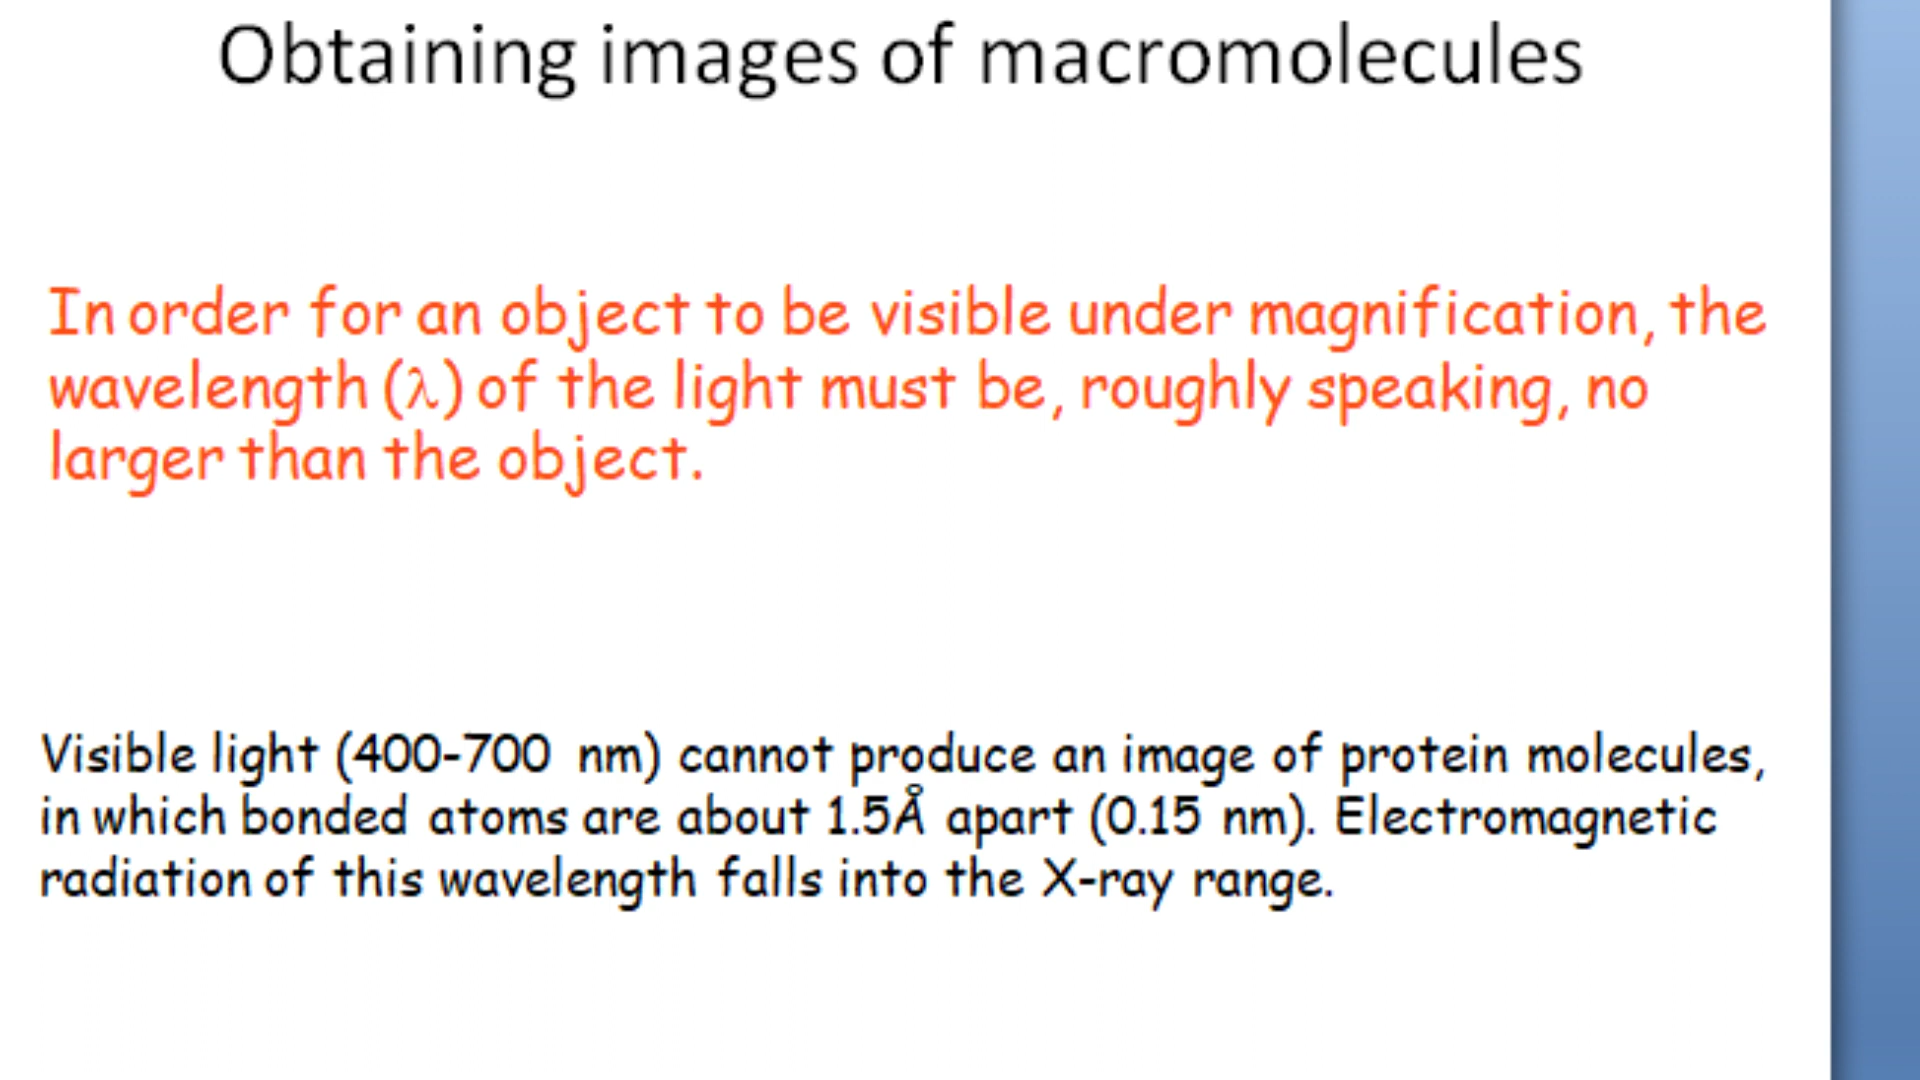 Obtaining images of macromolecules
In order for an object to be visible under magnification, the
wavelength (λ) of the light must be, roughly speaking, no
larger than the object.
Visible light (400-700 nm) cannot produce an image of protein molecules,
in which bonded atoms are about 1.5Å apart (0.15 nm). Electromagnetic
radiation of this wavelength falls into the X-ray range.